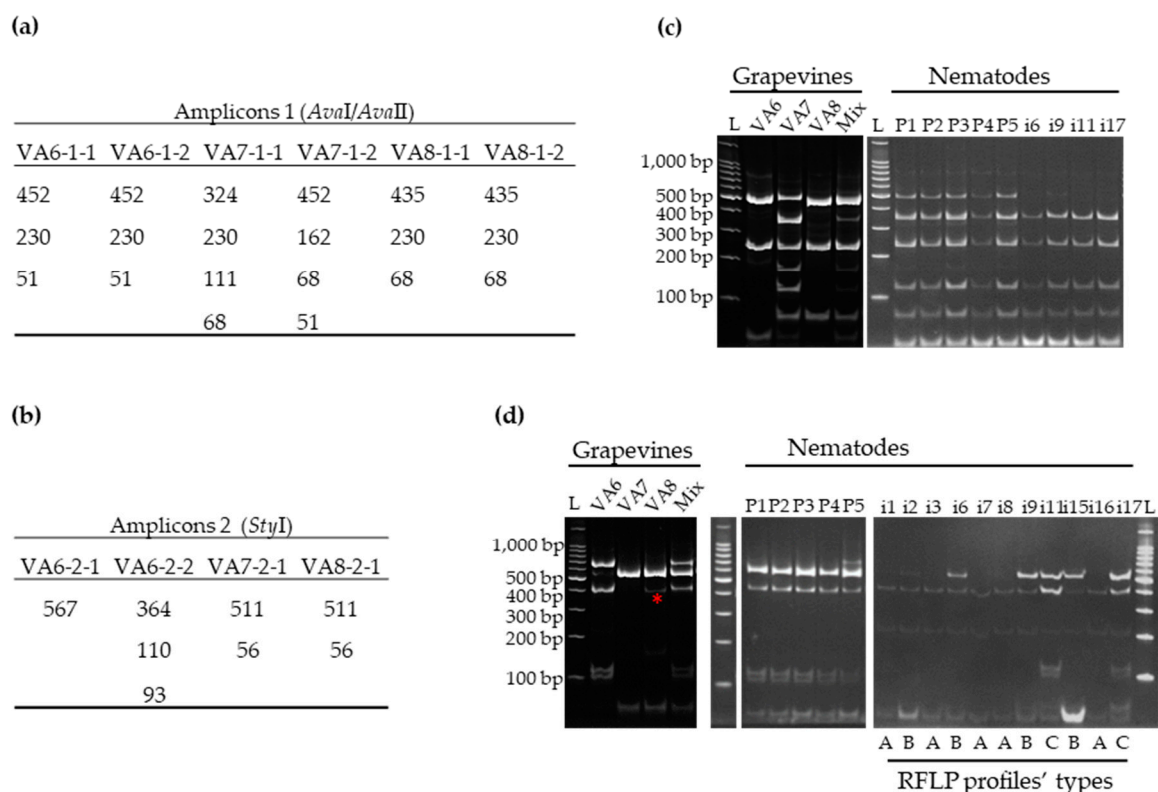 (a)
Amplicons 1 (AvaI/AvaII)
VA6-1-1 VA6-1-2 VA7-1-1 VA7-1-2 VA8-1-1 VA8-1-2
452 452 324 452 435 435
230 230 230 162 230 230
51 51 111 68 68 68
68 51
(b)
Amplicons 2 (StyI)
VA6-2-1 VA6-2-2 VA7-2-1 VA8-2-1
567 364 511 511
110 56 56
93
(c)
Grapevines Nematodes
L VA6 VA7 VA8 Mix L P1 P2 P3 P4 P5 i6 i9 i11 i17
1,000 bp
500 bp
400 bp
300 bp
200 bp
100 bp
(d)
Grapevines Nematodes
L VA6 VA7 VA8 Mix P1 P2 P3 P4 P5 i1 i2 i3 i6 i7 i8 i9 i11 i15 i16 i17 L
1,000 bp
500 bp
400 bp
*
300 bp
200 bp
100 bp
A B A B A A B C B A C
RFLP profiles' types